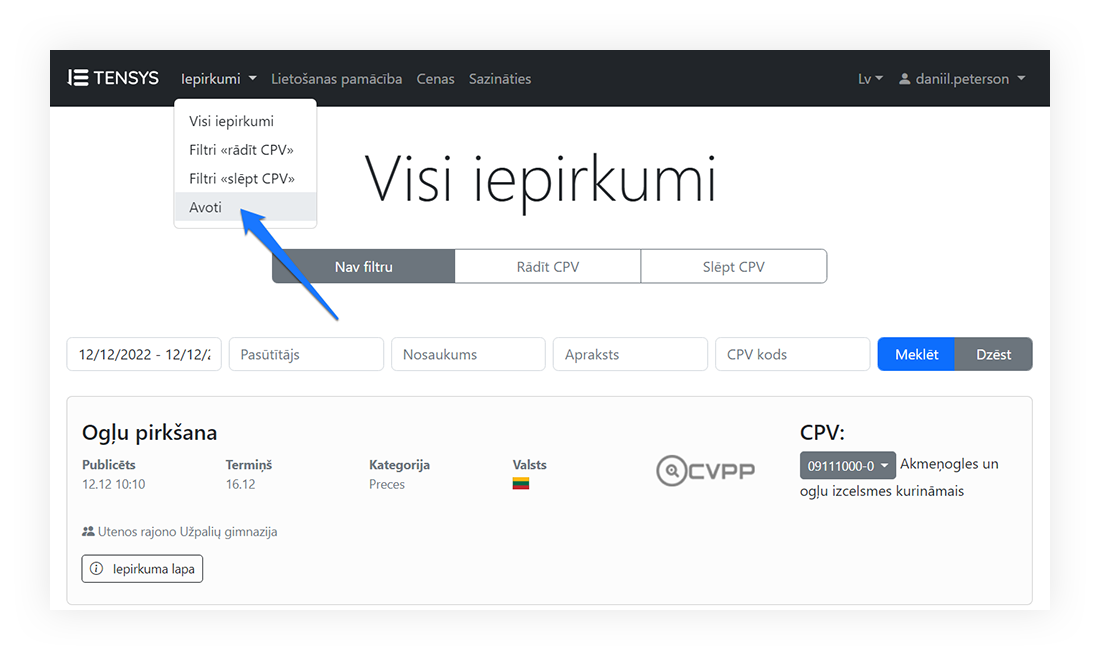 TENSYS Iepirkumi Lietošanas pamācība Cenas Sazināties Lv daniil.peterson
Visi iepirkumi
Filtri «rādīt CPV»
Filtri «slēpt CPV»
Avoti
Visi iepirkumi
Nav filtru Rādīt CPV Slēpt CPV
12/12/2022 - 12/12/2 Pasūtītājs Nosaukums Apraksts CPV kods Meklēt Dzēst
Ogļu pirkšana
Publicēts Termiņš Kategorija Valsts
12.12 10:10 16.12 Preces
CVPP
CPV:
09111000-0 Akmeņogles un
ogļu izcelsmes kurināmais
Utenos rajono Užpalių gimnazija
Iepirkuma lapa